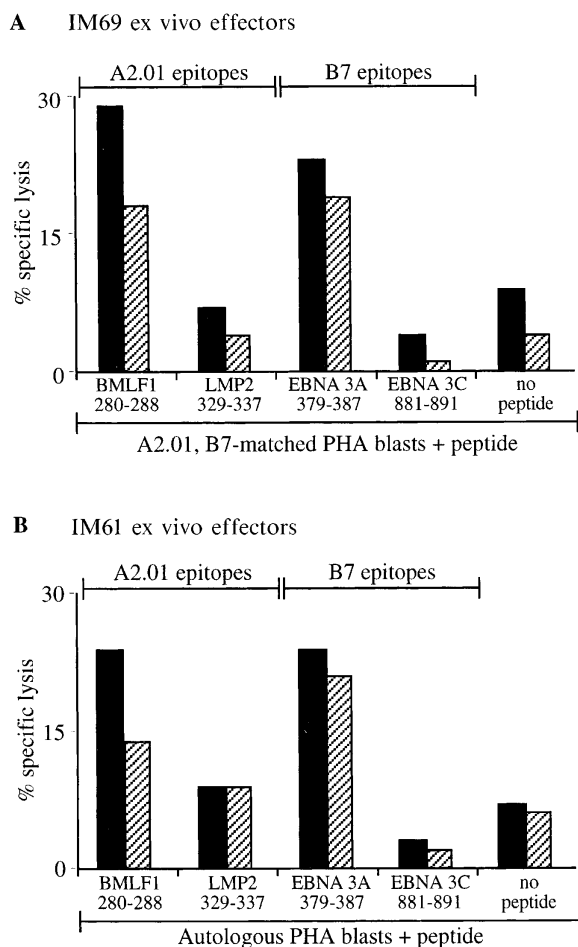 A IM69 ex vivo effectors
A2.01 epitopes B7 epitopes
30
15
0
% specific lysis
BMLF1 LMP2 EBNA 3A EBNA 3C no
280-288 329-337 379-387 881-891 peptide
A2.01, B7-matched PHA blasts + peptide
B IM61 ex vivo effectors
A2.01 epitopes B7 epitopes
30
15
0
% specific lysis
BMLF1 LMP2 EBNA 3A EBNA 3C no
280-288 329-337 379-387 881-891 peptide
Autologous PHA blasts + peptide